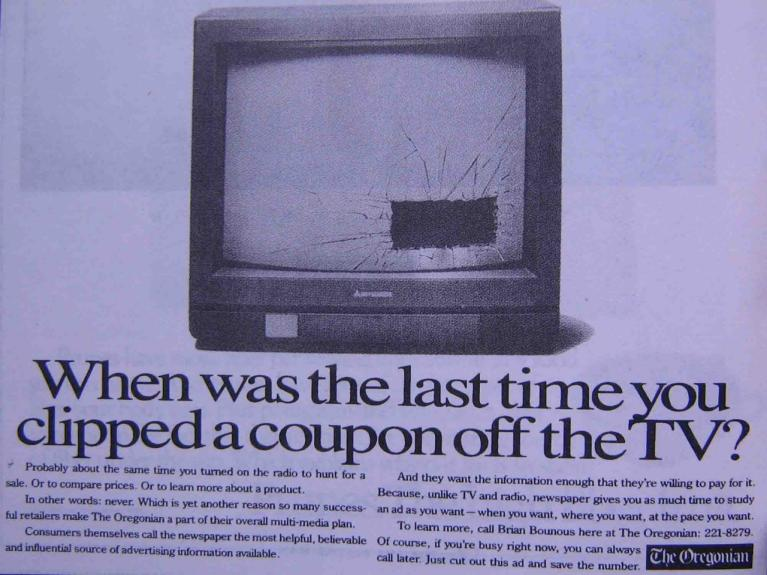 When was the last time you
clipped a coupon off the TV?
Probably about the same time you turned on the radio to hunt for a
sale. Or to compare prices. Or to learn more about a product.
In other words: never. Which is yet another reason so many success-
ful retailers make The Oregonian a part of their overall multi-media plan.
Consumers themselves call the newspaper the most helpful, believable
and influential source of advertising information available.
And they want the information enough that they're willing to pay for it.
Because, unlike TV and radio, newspaper gives you as much time to study
an ad as you want—when you want, where you want, at the pace you want.
To learn more, call Brian Bounous here at The Oregonian: 221-8279.
Of course, if you're busy right now, you can always
call later. Just cut out this ad and save the number.
The Oregonian